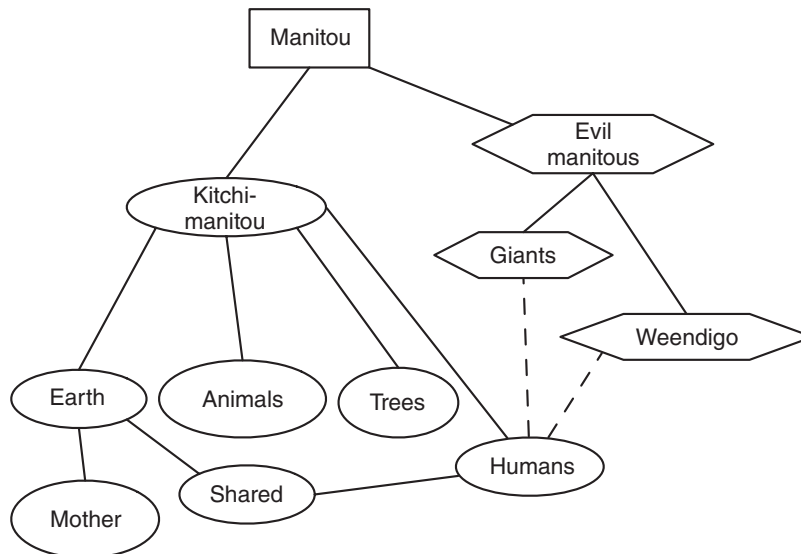 Manitou
Evil
manitous
Kitchi-
manitou
Giants
Weendigo
Earth
Animals
Trees
Humans
Shared
Mother